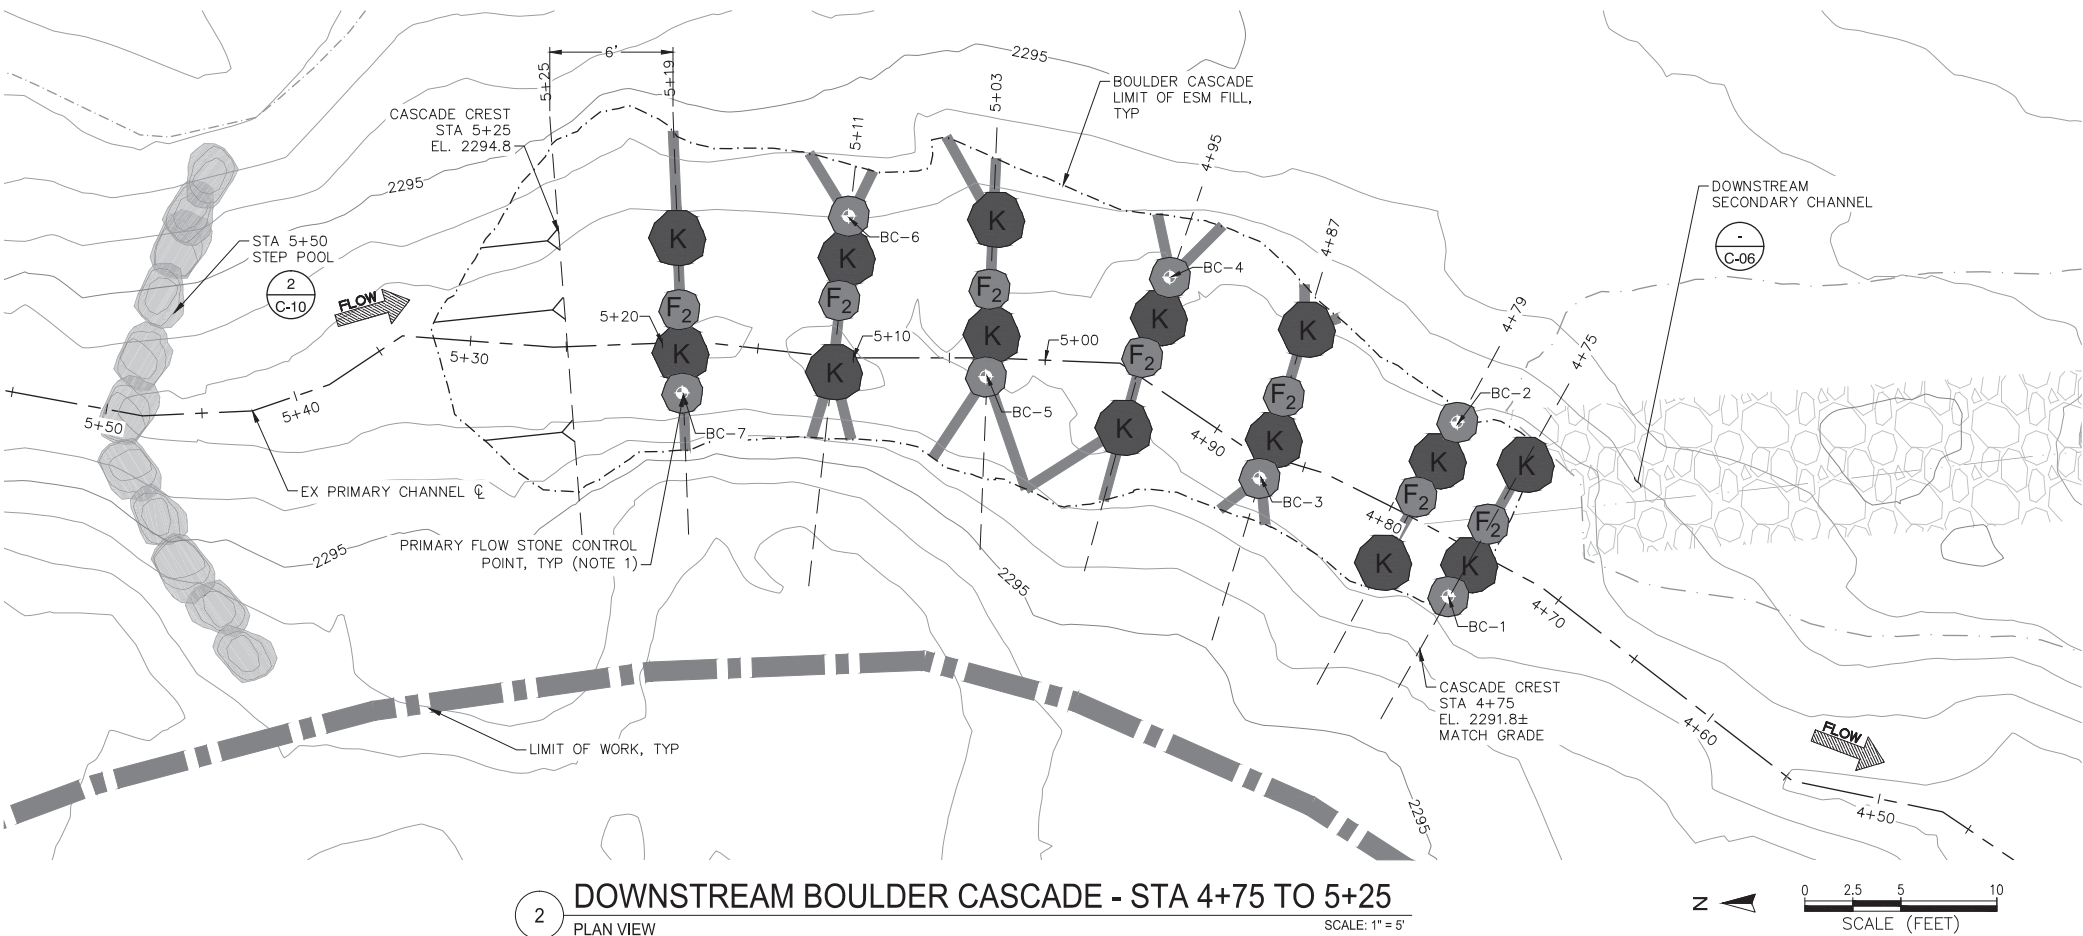 2295
6'
5+25
5+19
5+03
BOULDER CASCADE
LIMIT OF ESM FILL,
TYP
CASCADE CREST
STA 5+25
EL. 2294.8
5+11
4+95
2295
DOWNSTREAM
SECONDARY CHANNEL
-
C-06
STA 5+50
STEP POOL
2
C-10
FLOW
K
BC-6
K
K
BC-4
4+87
F2
F2
F2
5+20
K
5+10
K
5+00
K
K
4+79
4+75
5+30
K
F2
5+40
BC-5
F2
BC-2
5+50
BC-7
K
4+90
K
K
K
EX PRIMARY CHANNEL ℄
BC-3
F2
4+80
F2
PRIMARY FLOW STONE CONTROL
POINT, TYP (NOTE 1)
2295
2295
K
K
4+70
BC-1
CASCADE CREST
STA 4+75
EL. 2291.8±
MATCH GRADE
4+60
FLOW
LIMIT OF WORK, TYP
2295
4+50
2
DOWNSTREAM BOULDER CASCADE - STA 4+75 TO 5+25
PLAN VIEW
SCALE: 1" = 5'
N
0 2.5 5 10
SCALE (FEET)